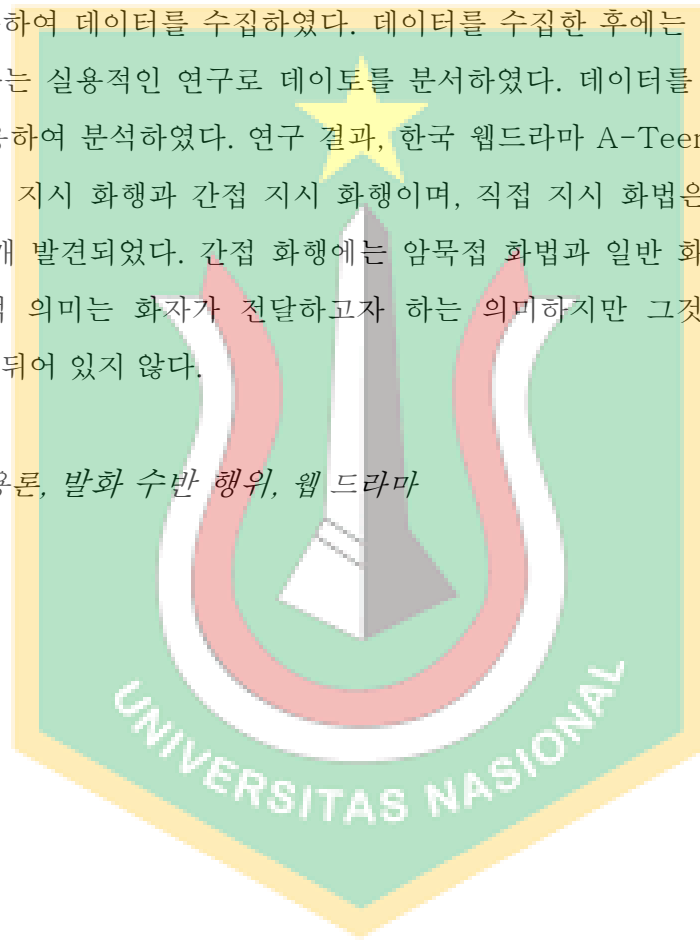 하여 데이터를 수집하였다. 데이터를 수집한 후에는
는 실용적인 연구로 데이토를 분서하였다. 데이터를
하여 분석하였다. 연구 결과, 한국 웹드라마 A-Teen
지시 화행과 간접 지시 화행이며, 직접 지시 화법은
개 발견되었다. 간접 화행에는 암묵접 화법과 일반 화
의미는 화자가 전달하고자 하는 의미하지만 그것
뒤어 있지 않다.
용론, 발화 수반 행위, 웹 드라마
UNIVERSITAS NASIONAL